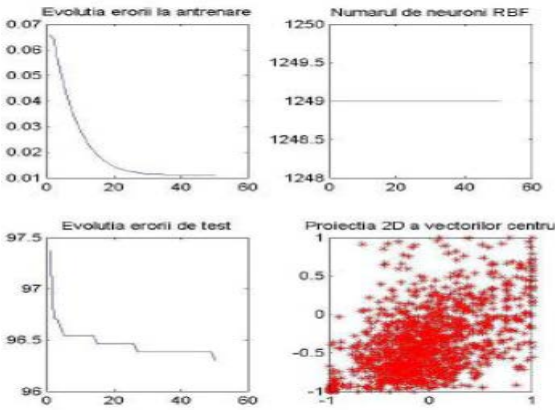 Evolutia erorii la antrenare
0.07
0.06
0.05
0.04
0.03
0.02
0.01
0 20 40 60
Numarul de neuroni RBF
1250
1249.5
1249
1248.5
1248
0 20 40 60
Evolutia erorii de test
97.5
97
96.5
96
0 20 40 60
Proiectia 2D a vectorilor centru
1
0.5
0
-0.5
-1
-1 0 1